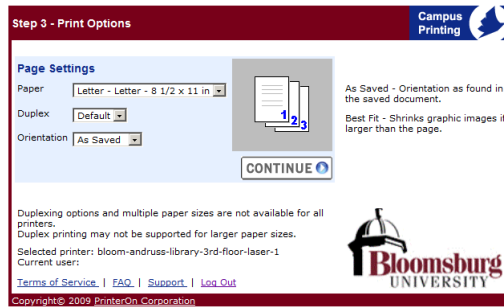 Step 3 - Print Options
Campus
Printing
Page Settings
Paper
Letter - Letter - 8 1/2 x 11 in
Duplex
Default
Orientation
As Saved
1
2
3
CONTINUE
As Saved - Orientation as found in
the saved document.
Best Fit - Shrinks graphic images if
larger than the page.
Duplexing options and multiple paper sizes are not available for all
printers.
Duplex printing may not be supported for larger paper sizes.
Selected printer: bloom-andruss-library-3rd-floor-laser-1
Current user:
Terms of Service | FAQ | Support | Log Out
Bloomsburg
UNIVERSITY
Copyright© 2009 PrinterOn Corporation